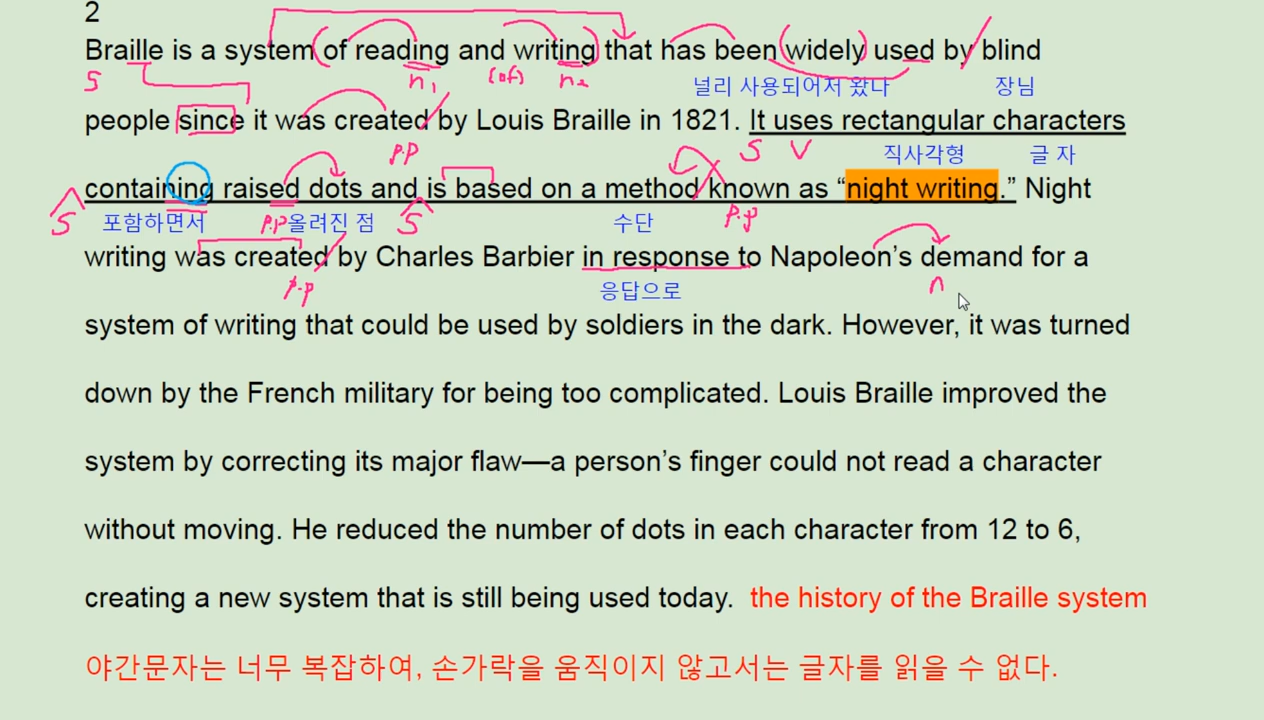 2
Braille is a system of reading and writing that has been widely used by blind
S n₁ (of) n₂ 널리 사용되어저 왔다 장님
people since it was created by Louis Braille in 1821. It uses rectangular characters
p.p S V 직사각형 글 자
containing raised dots and is based on a method known as “night writing.” Night
S 포함하면서 p.p올려진 점 S 수단 p.p
writing was created by Charles Barbier in response to Napoleon’s demand for a
p.p 응답으로 n
system of writing that could be used by soldiers in the dark. However, it was turned
down by the French military for being too complicated. Louis Braille improved the
system by correcting its major flaw—a person’s finger could not read a character
without moving. He reduced the number of dots in each character from 12 to 6,
creating a new system that is still being used today. the history of the Braille system
야간문자는 너무 복잡하여, 손가락을 움직이지 않고서는 글자를 읽을 수 없다.